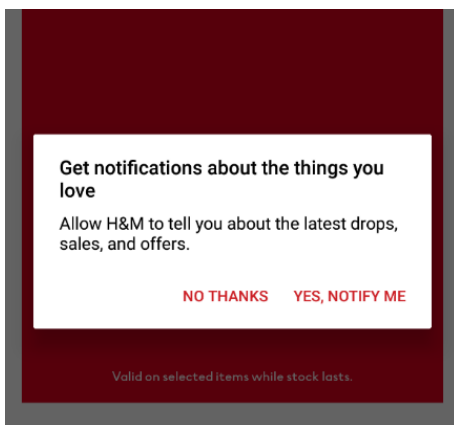 Get notifications about the things you
love
Allow H&M to tell you about the latest drops,
sales, and offers.
NO THANKS YES, NOTIFY ME
Valid on selected items while stock lasts.